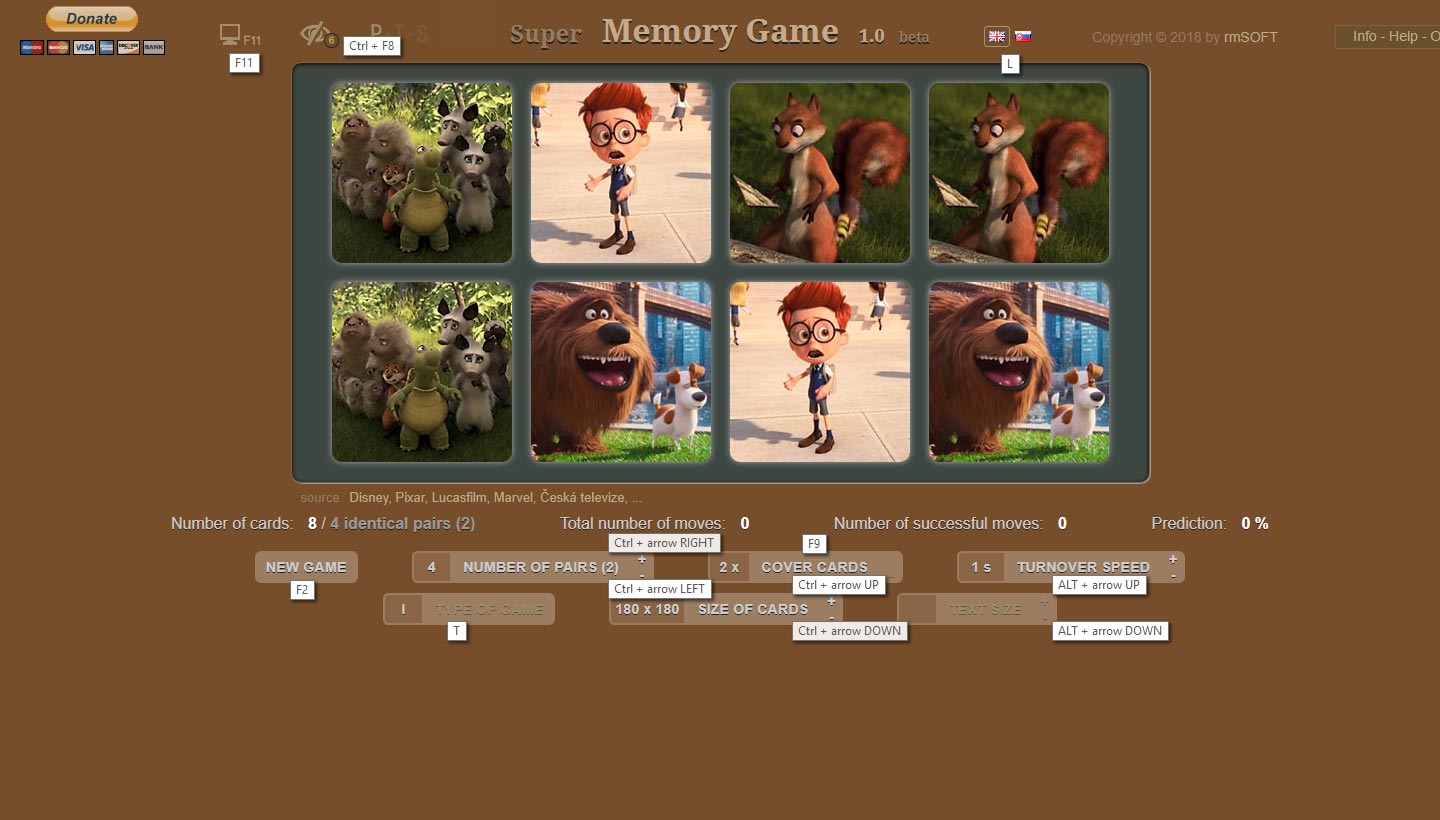 Donate
Maestro MasterCard VISA BANK
F11
6
P T S
Super Memory Game 1.0 beta
Copyright © 2018 by rmSOFT
Info - Help - O
F11
Ctrl + F8
L
source Disney, Pixar, Lucasfilm, Marvel, Česká televize, ...
Number of cards: 8 / 4 identical pairs (2) Total number of moves: 0 Number of successful moves: 0 Prediction: 0 %
Ctrl + arrow RIGHT
F9
NEW GAME
4 NUMBER OF PAIRS (2) + -
2 x COVER CARDS
1 s TURNOVER SPEED + -
F2
Ctrl + arrow LEFT
Ctrl + arrow UP
ALT + arrow UP
I TYPE OF GAME
180 x 180 SIZE OF CARDS + -
TEXT SIZE + -
T
Ctrl + arrow DOWN
ALT + arrow DOWN